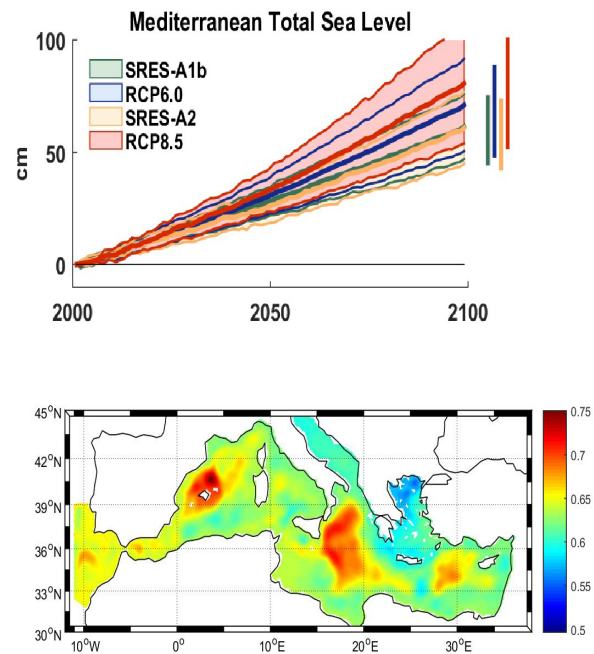 Mediterranean Total Sea Level
100
SRES-A1b
RCP6.0
SRES-A2
RCP8.5
50
cm
0
2000 2050 2100
45°N
42°N
39°N
36°N
33°N
30°N
10°W 0° 10°E 20°E 30°E
0.75
0.7
0.65
0.6
0.55
0.5